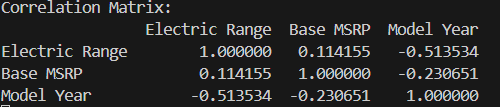 Correlation Matrix:
Electric Range Base MSRP Model Year
Electric Range 1.000000 0.114155 -0.513534
Base MSRP 0.114155 1.000000 -0.230651
Model Year -0.513534 -0.230651 1.000000